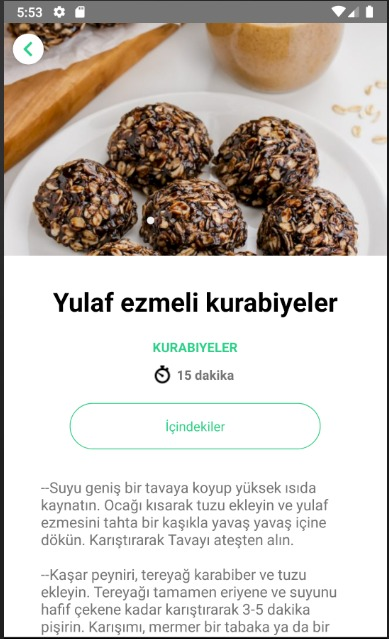 5:53
Yulaf ezmeli kurabiyeler
KURABIYELER
15 dakika
İçindekiler
--Suyu geniş bir tavaya koyup yüksek ısıda
kaynatın. Ocağı kısarak tuzu ekleyin ve yulaf
ezmesini tahta bir kaşıkla yavaş yavaş içine
dökün. Karıştırarak Tavayı ateşten alın.
--Kaşar peyniri, tereyağ karabiber ve tuzu
ekleyin. Tereyağı tamamen eriyene ve suyunu
hafif çekene kadar karıştırarak 3-5 dakika
pişirin. Karışımı, mermer bir tabaka ya da bir